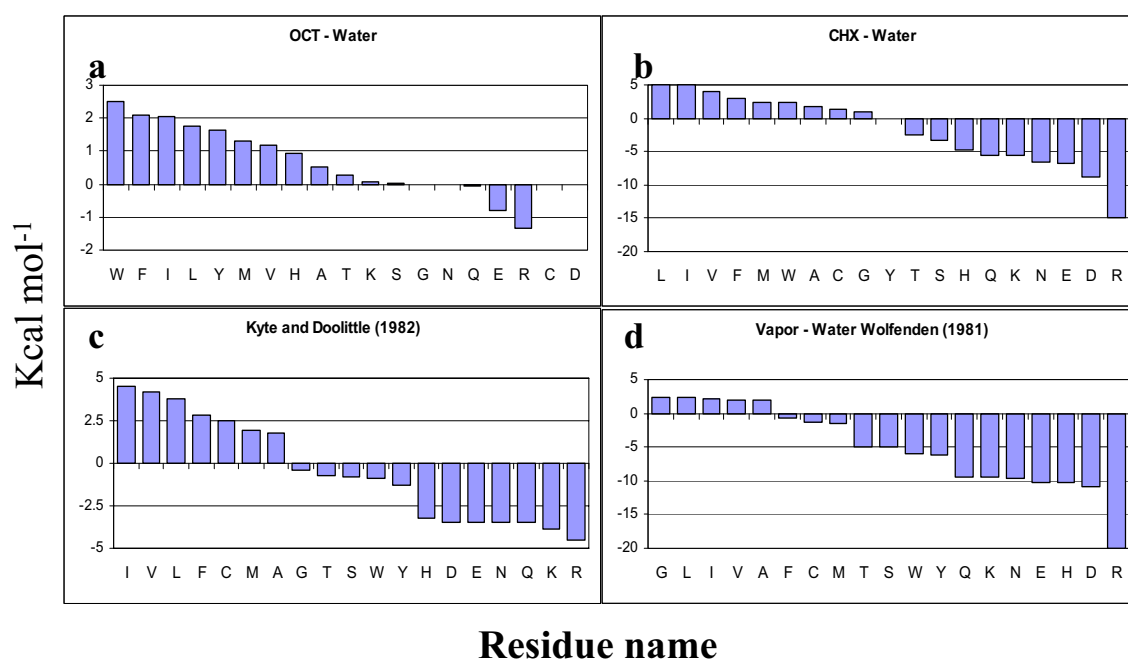 OCT - Water
a
3
2
1
0
-1
-2
W F I L Y M V H A T K S G N Q E R C D
CHX - Water
b
5
0
-5
-10
-15
-20
L I V F M W A C G Y T S H Q K N E D R
Kcal mol-1
Kyte and Doolittle (1982)
c
5
2.5
0
-2.5
-5
I V L F C M A G T S W Y H D E N Q K R
Vapor - Water Wolfenden (1981)
d
5
0
-5
-10
-15
-20
G L I V A F C M T S W Y Q K N E H D R
Residue name